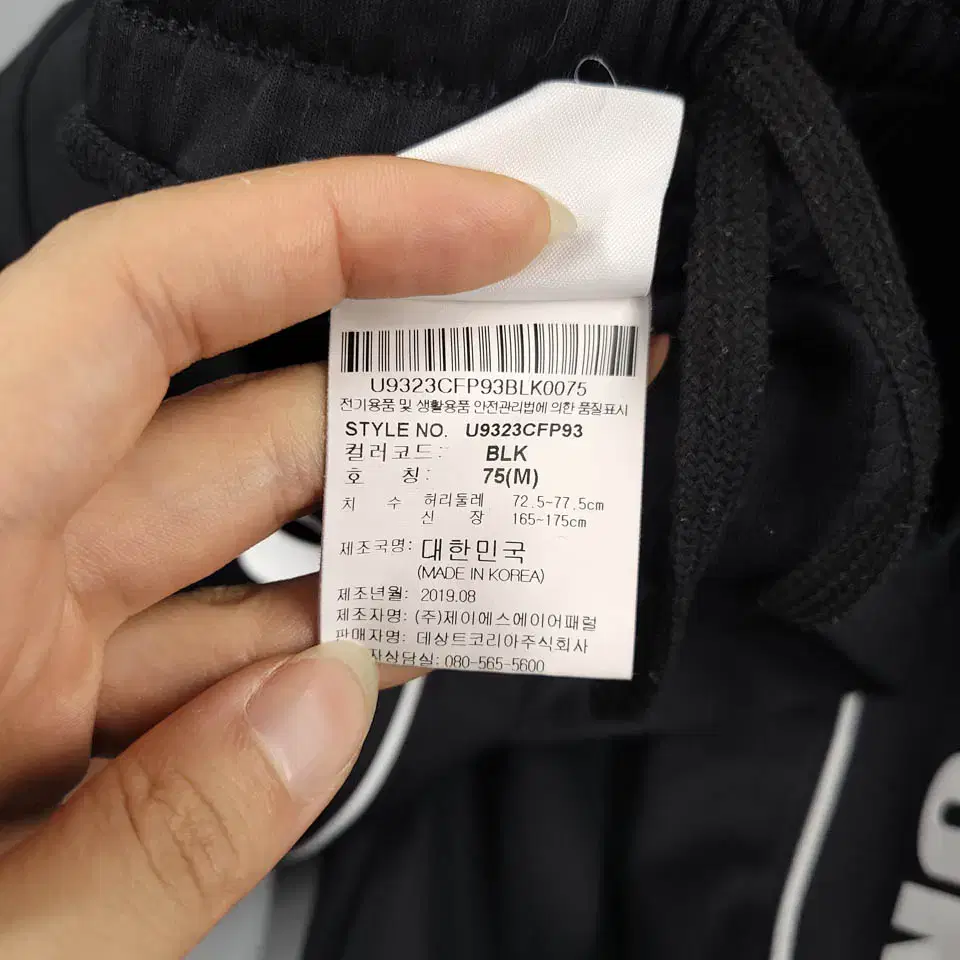 U9323CFP93BLK0075
전기용품 및 생활용품 안전관리법에 의한 품질표시
STYLE NO. U9323CFP93
컬러코드: BLK
호 칭: 75(M)
치 수 허리둘레 72.5~77.5cm
신 장 165~175cm
제조국명: 대한민국
(MADE IN KOREA)
제조년월: 2019.08
제조자명: (주)제이에스에이어패럴
판매자명: 데상트코리아주식회사
자상담실: 080-565-5600